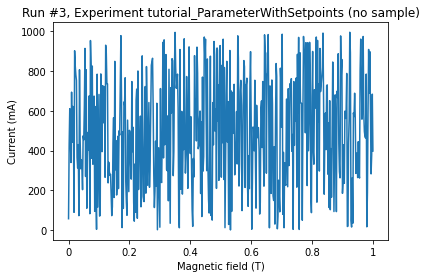 Run #3, Experiment tutorial_ParameterWithSetpoints (no sample)
1000
800
600
400
200
0
Current (mA)
0 0.2 0.4 0.6 0.8 1
Magnetic field (T)